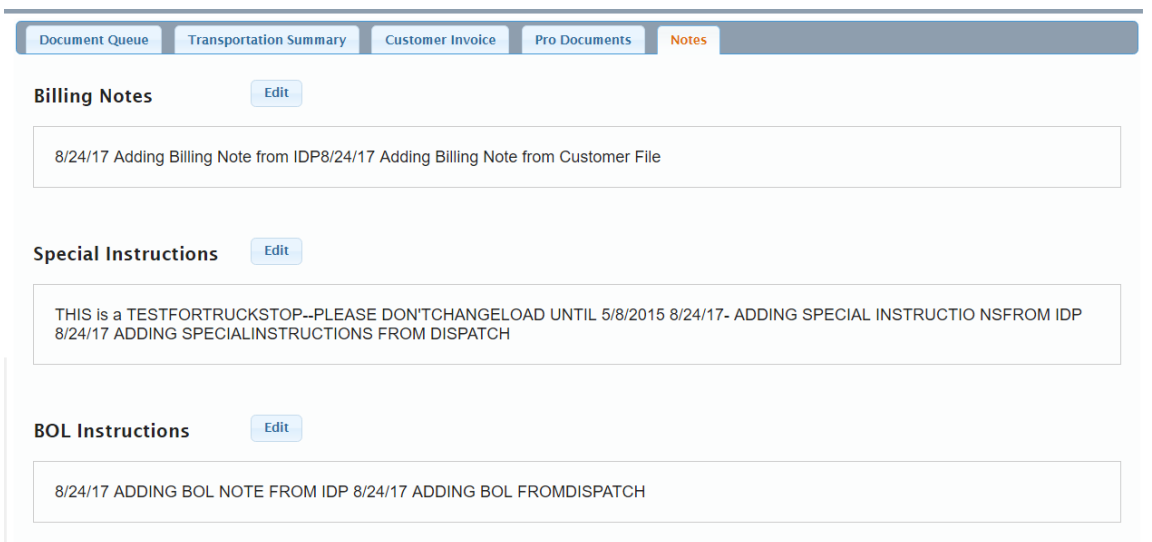 Document Queue Transportation Summary Customer Invoice Pro Documents Notes
Billing Notes Edit
8/24/17 Adding Billing Note from IDP8/24/17 Adding Billing Note from Customer File
Special Instructions Edit
THIS is a TESTFORTRUCKSTOP--PLEASE DON'TCHANGELOAD UNTIL 5/8/2015 8/24/17- ADDING SPECIAL INSTRUCTIO NSFROM IDP
8/24/17 ADDING SPECIALINSTRUCTIONS FROM DISPATCH
BOL Instructions Edit
8/24/17 ADDING BOL NOTE FROM IDP 8/24/17 ADDING BOL FROMDISPATCH